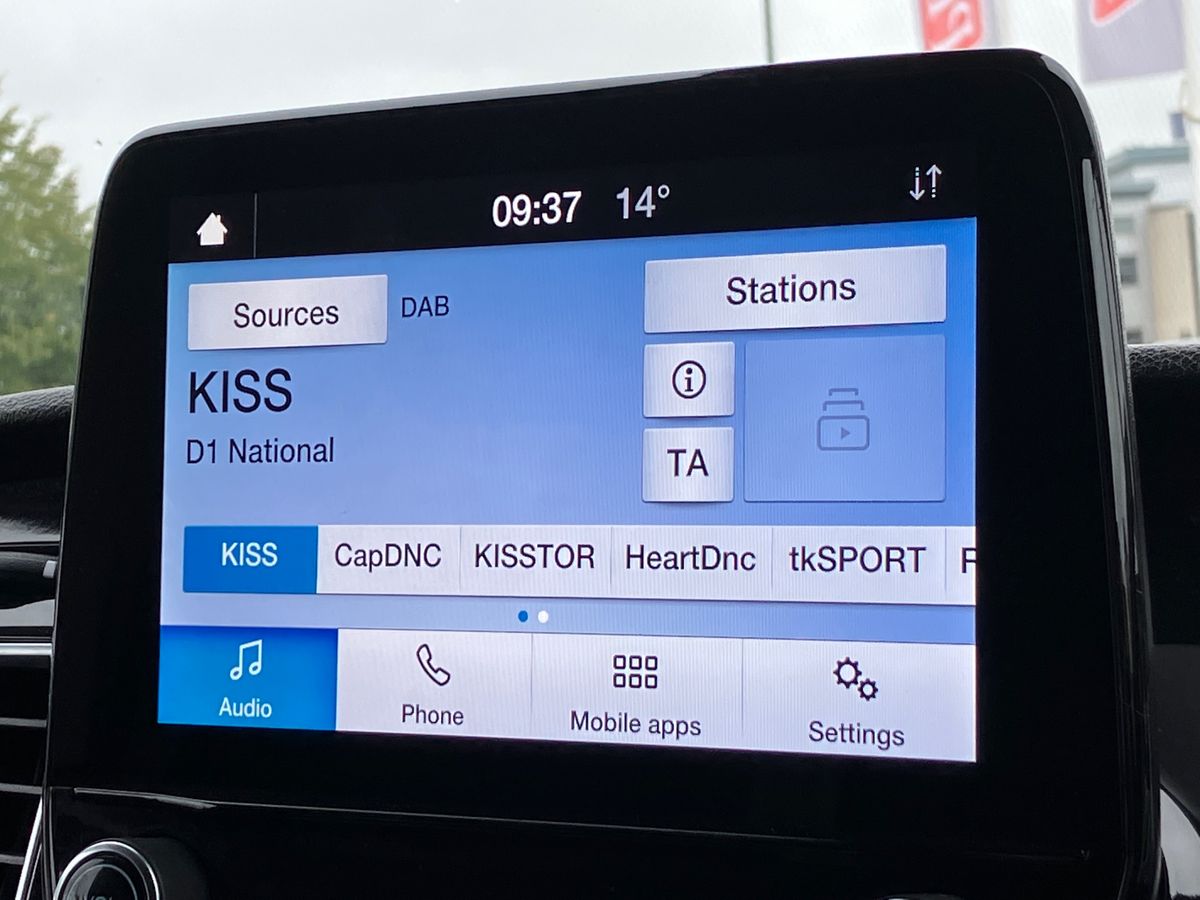 09:37 14°
Sources DAB Stations
KISS
D1 National
TA
KISS CapDNC KISSTOR HeartDnc tkSPORT
Audio Phone Mobile apps Settings